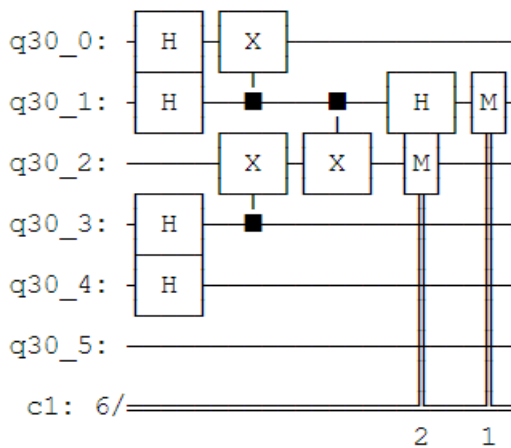 q30_0: H X
q30_1: H H M
q30_2: X X M
q30_3: H
q30_4: H
q30_5:
c1: 6/
2 1